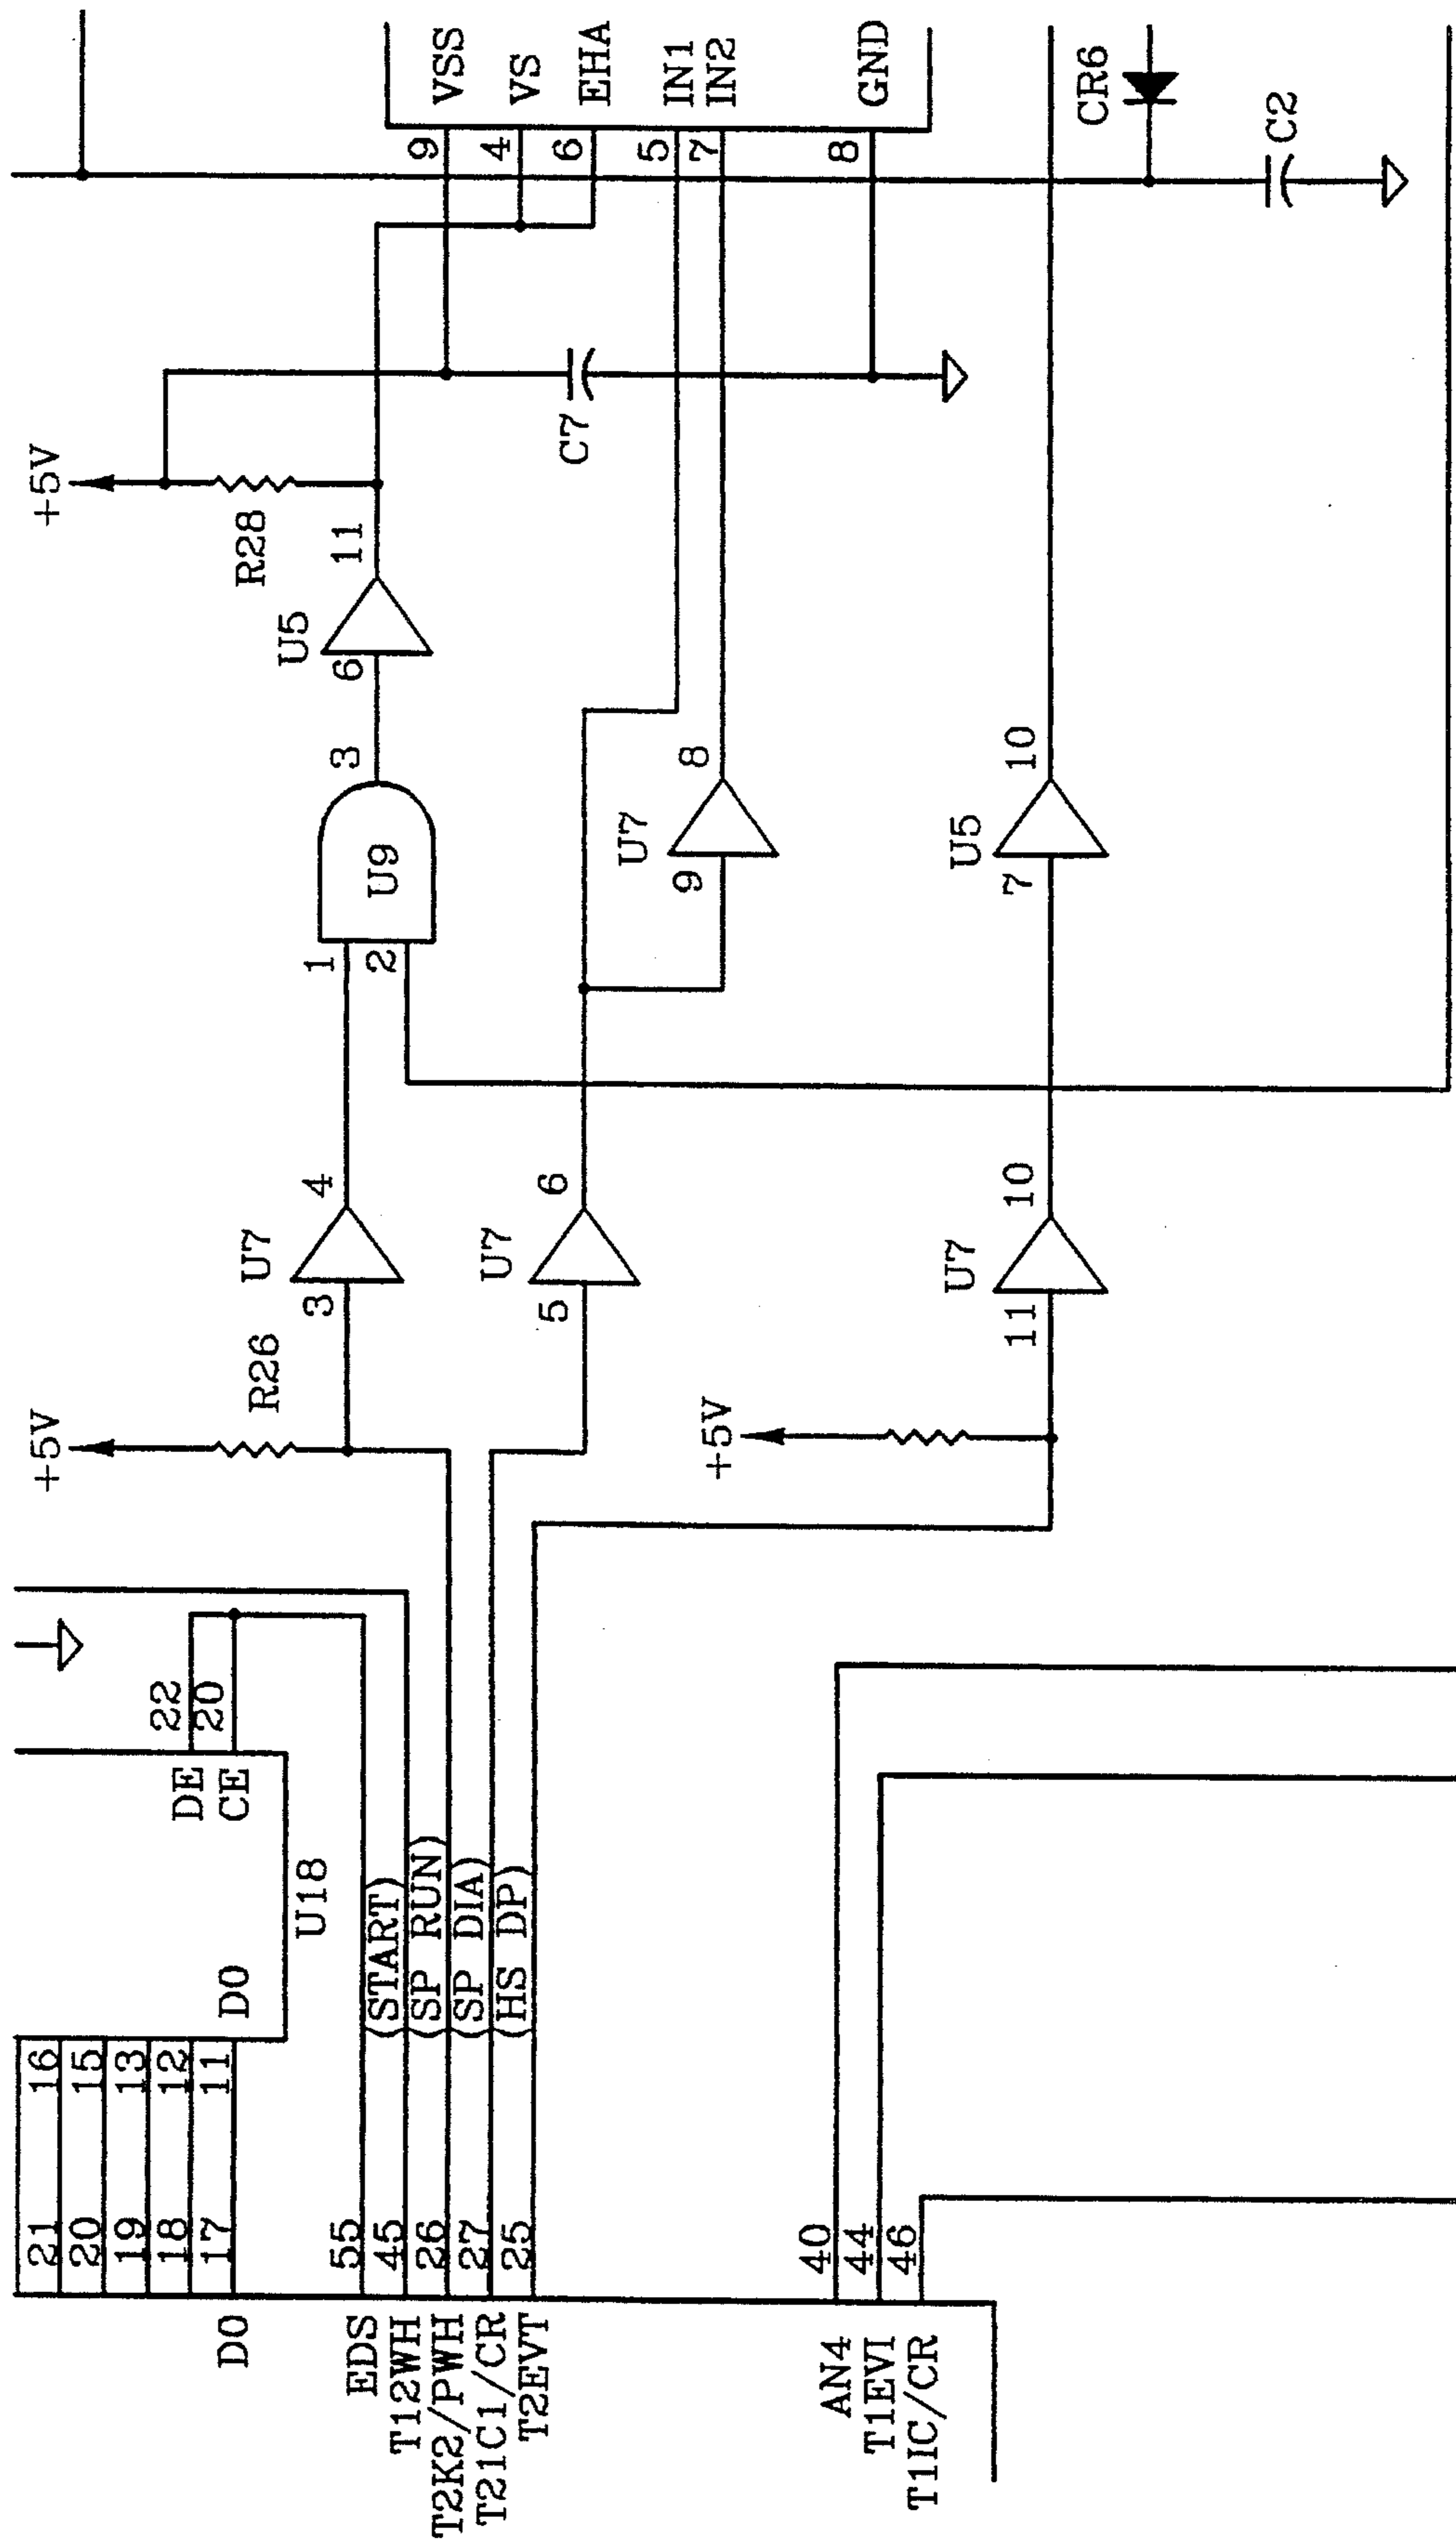 21 16
20 15
19 13
18 12
17 11
D0 D0
DE 22
CE 20
U18
EDS 55
T12WH 45 (START)
T2K2/PWH 26 (SP RUN)
T21C1/CR 27 (SP DIA)
T2EVT 25 (HS DP)
AN4 40
T1EVI 44
T1IC/CR 46
+5V
R26
3 U7 4
5 U7 6
+5V
11 U7 10
1
2
U9 3
6 U5 11
+5V
R28
9 U7 8
7 U5 10
C7
9 VSS
4 VS
6 EHA
5 IN1
7 IN2
8 GND
CR6
C2